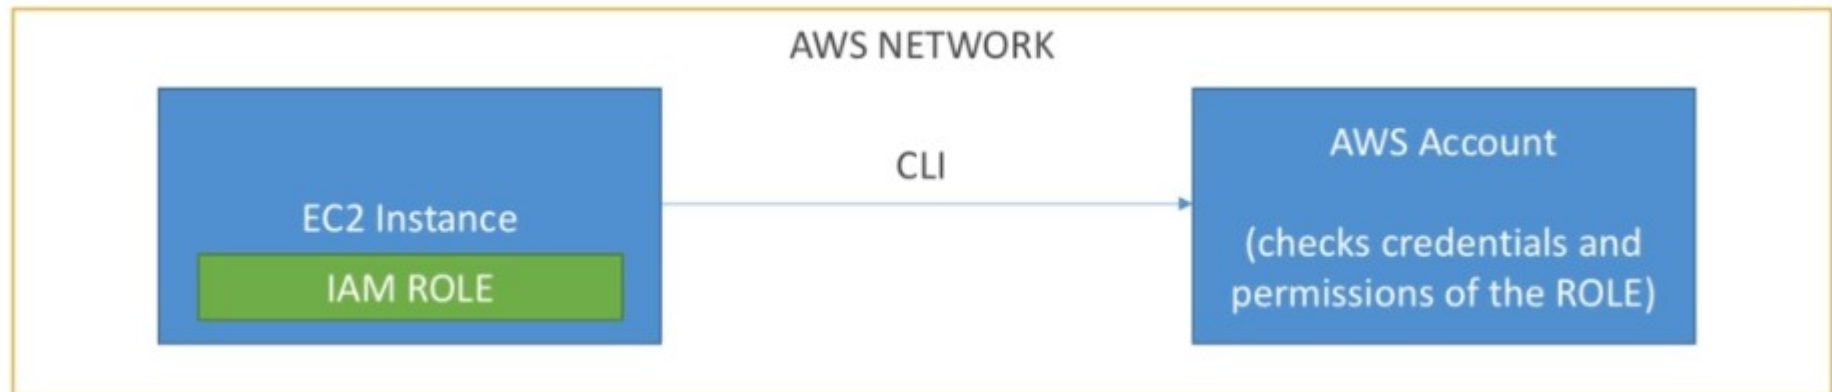 AWS NETWORK
EC2 Instance
IAM ROLE
CLI
AWS Account
(checks credentials and
permissions of the ROLE)